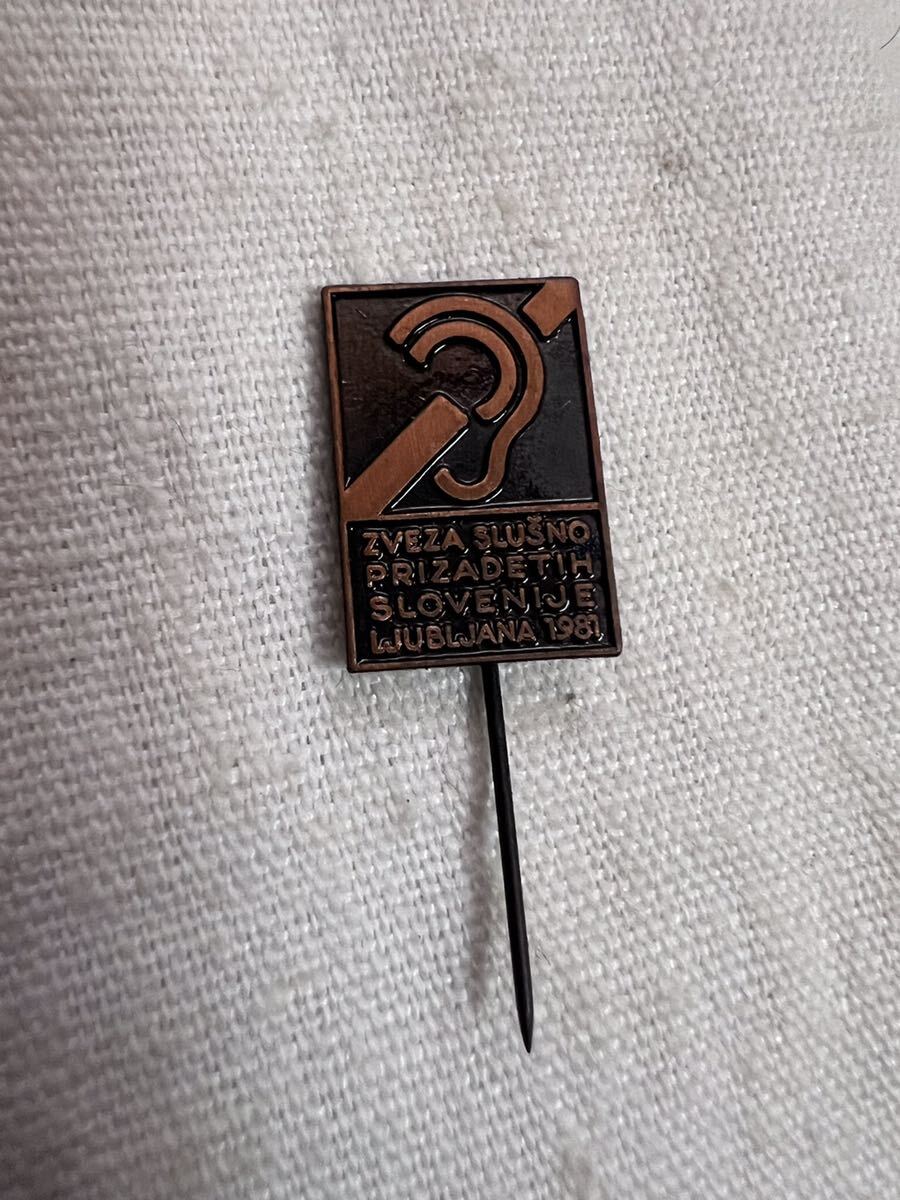 ZVEZA SLUŠNO
PRIZADETIH
SLOVENIJE
LJUBLJANA 1981